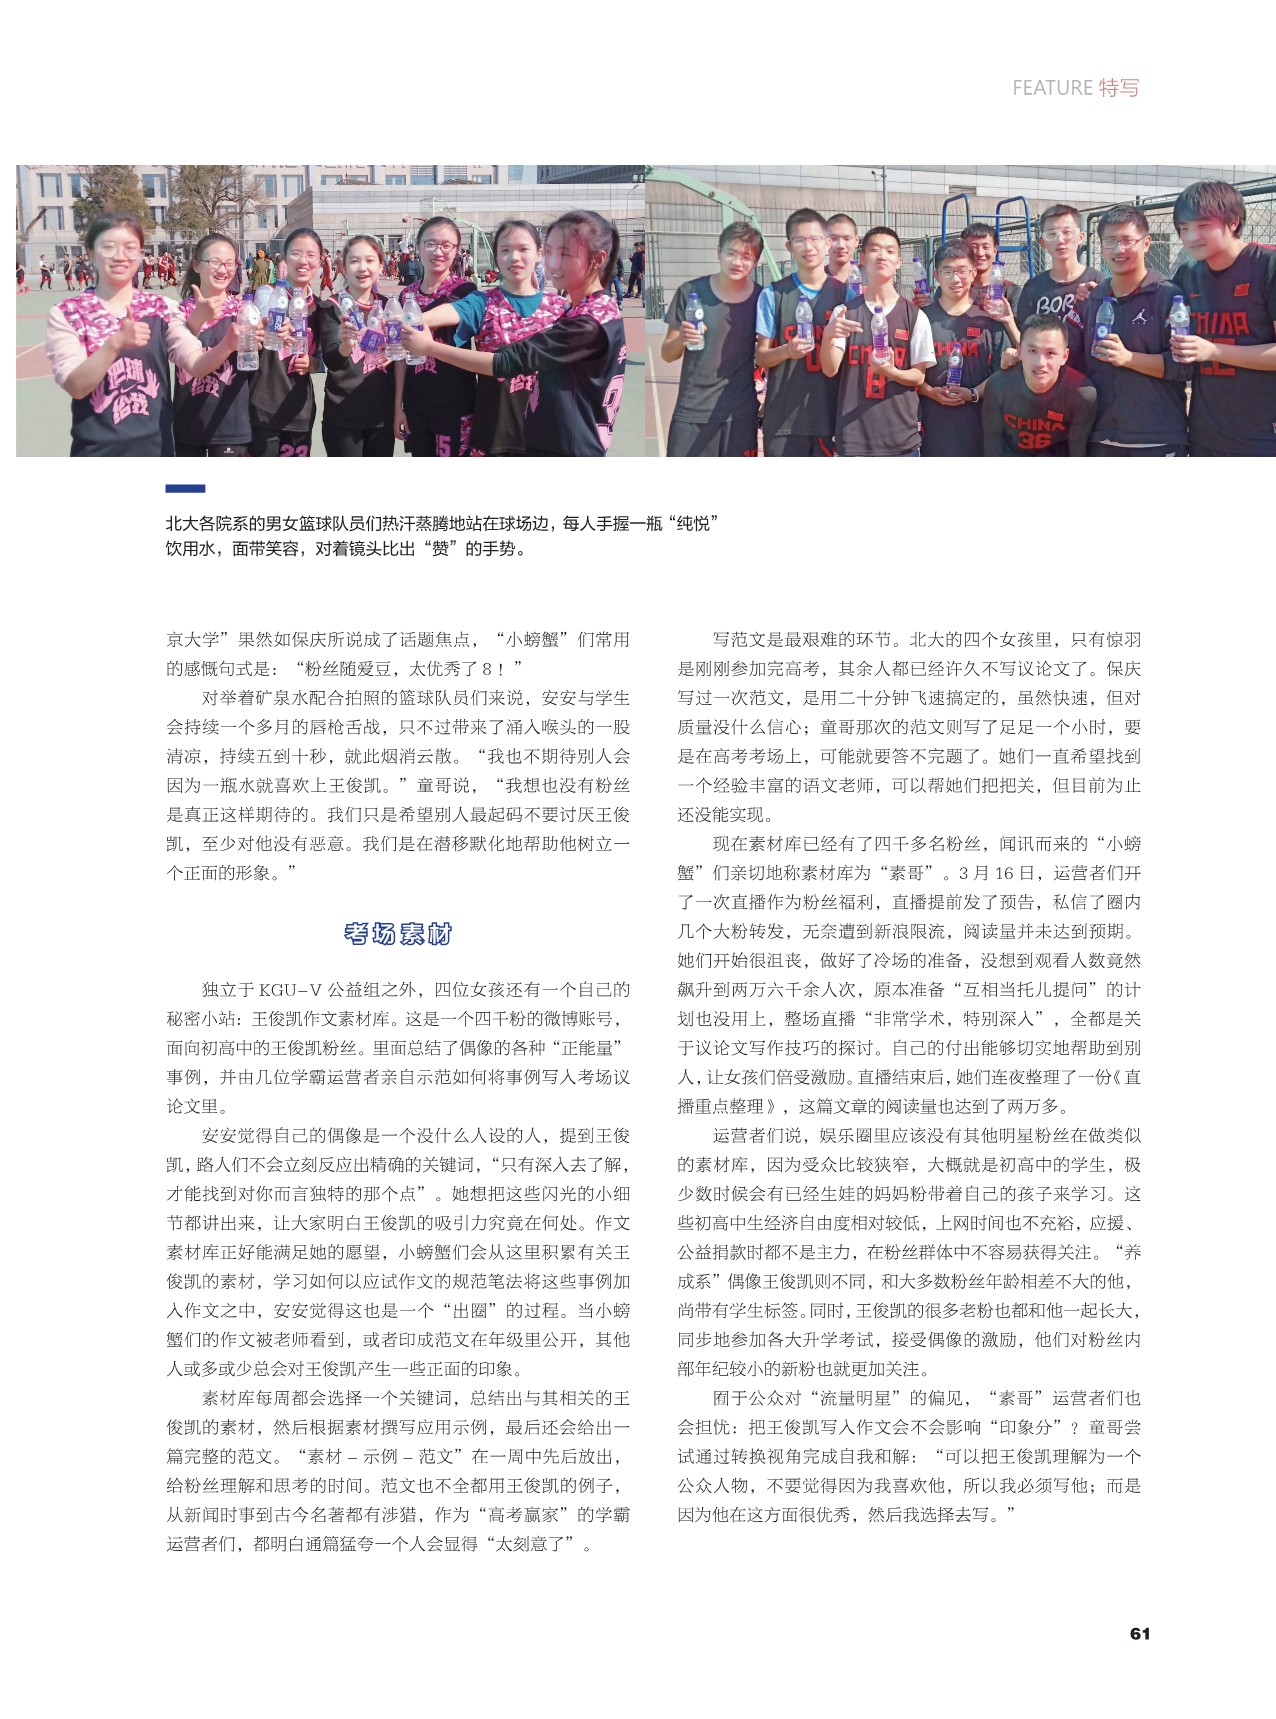 FEATURE 特写
把球
给我
把球
给我
23
15
CHINA
8
CHINA
BOR
CHINA
36
CHINA
北大各院系的男女篮球队员们热汗蒸腾地站在球场边，每人手握一瓶“纯悦”
饮用水，面带笑容，对着镜头比出“赞”的手势。
京大学”果然如保庆所说成了话题焦点，“小螃蟹”们常用
的感慨句式是：“粉丝随爱豆，太优秀了 8！”
对举着矿泉水配合拍照的篮球队员们来说，安安与学生
会持续一个多月的唇枪舌战，只不过带来了涌入喉头的一股
清凉，持续五到十秒，就此烟消云散。“我也不期待别人会
因为一瓶水就喜欢上王俊凯。”童哥说，“我想也没有粉丝
是真正这样期待的。我们只是希望别人最起码不要讨厌王俊
凯，至少对他没有恶意。我们是在潜移默化地帮助他树立一
个正面的形象。”
考场素材
独立于 KGU-V 公益组之外，四位女孩还有一个自己的
秘密小站：王俊凯作文素材库。这是一个四千粉的微博账号，
面向初高中的王俊凯粉丝。里面总结了偶像的各种“正能量”
事例，并由几位学霸运营者亲自示范如何将事例写入考场议
论文里。
安安觉得自己的偶像是一个没什么人设的人，提到王俊
凯，路人们不会立刻反应出精确的关键词，“只有深入去了解，
才能找到对你而言独特的那个点”。她想把这些闪光的小细
节都讲出来，让大家明白王俊凯的吸引力究竟在何处。作文
素材库正好能满足她的愿望，小螃蟹们会从这里积累有关王
俊凯的素材，学习如何以应试作文的规范笔法将这些事例加
入作文之中，安安觉得这也是一个“出圈”的过程。当小螃
蟹们的作文被老师看到，或者印成范文在年级里公开，其他
人或多或少总会对王俊凯产生一些正面的印象。
素材库每周都会选择一个关键词，总结出与其相关的王
俊凯的素材，然后根据素材撰写应用示例，最后还会给出一
篇完整的范文。“素材 – 示例 – 范文”在一周中先后放出，
给粉丝理解和思考的时间。范文也不全都用王俊凯的例子，
从新闻时事到古今名著都有涉猎，作为“高考赢家”的学霸
运营者们，都明白通篇猛夸一个人会显得“太刻意了”。
写范文是最艰难的环节。北大的四个女孩里，只有惊羽
是刚刚参加完高考，其余人都已经许久不写议论文了。保庆
写过一次范文，是用二十分钟飞速搞定的，虽然快速，但对
质量没什么信心；童哥那次的范文则写了足足一个小时，要
是在高考考场上，可能就要答不完题了。她们一直希望找到
一个经验丰富的语文老师，可以帮她们把把关，但目前为止
还没能实现。
现在素材库已经有了四千多名粉丝，闻讯而来的“小螃
蟹”们亲切地称素材库为“素哥”。3 月 16 日，运营者们开
了一次直播作为粉丝福利，直播提前发了预告，私信了圈内
几个大粉转发，无奈遭到新浪限流，阅读量并未达到预期。
她们开始很沮丧，做好了冷场的准备，没想到观看人数竟然
飙升到两万六千余人次，原本准备“互相当托儿提问”的计
划也没用上，整场直播“非常学术，特别深入”，全都是关
于议论文写作技巧的探讨。自己的付出能够切实地帮助到别
人，让女孩们倍受激励。直播结束后，她们连夜整理了一份《直
播重点整理》，这篇文章的阅读量也达到了两万多。
运营者们说，娱乐圈里应该没有其他明星粉丝在做类似
的素材库，因为受众比较狭窄，大概就是初高中的学生，极
少数时候会有已经生娃的妈妈粉带着自己的孩子来学习。这
些初高中生经济自由度相对较低，上网时间也不充裕，应援、
公益捐款时都不是主力，在粉丝群体中不容易获得关注。“养
成系”偶像王俊凯则不同，和大多数粉丝年龄相差不大的他，
尚带有学生标签。同时，王俊凯的很多老粉也都和他一起长大，
同步地参加各大升学考试，接受偶像的激励，他们对粉丝内
部年纪较小的新粉也就更加关注。
囿于公众对“流量明星”的偏见，“素哥”运营者们也
会担忧：把王俊凯写入作文会不会影响“印象分”？童哥尝
试通过转换视角完成自我和解：“可以把王俊凯理解为一个
公众人物，不要觉得因为我喜欢他，所以我必须写他；而是
因为他在这方面很优秀，然后我选择去写。”
61